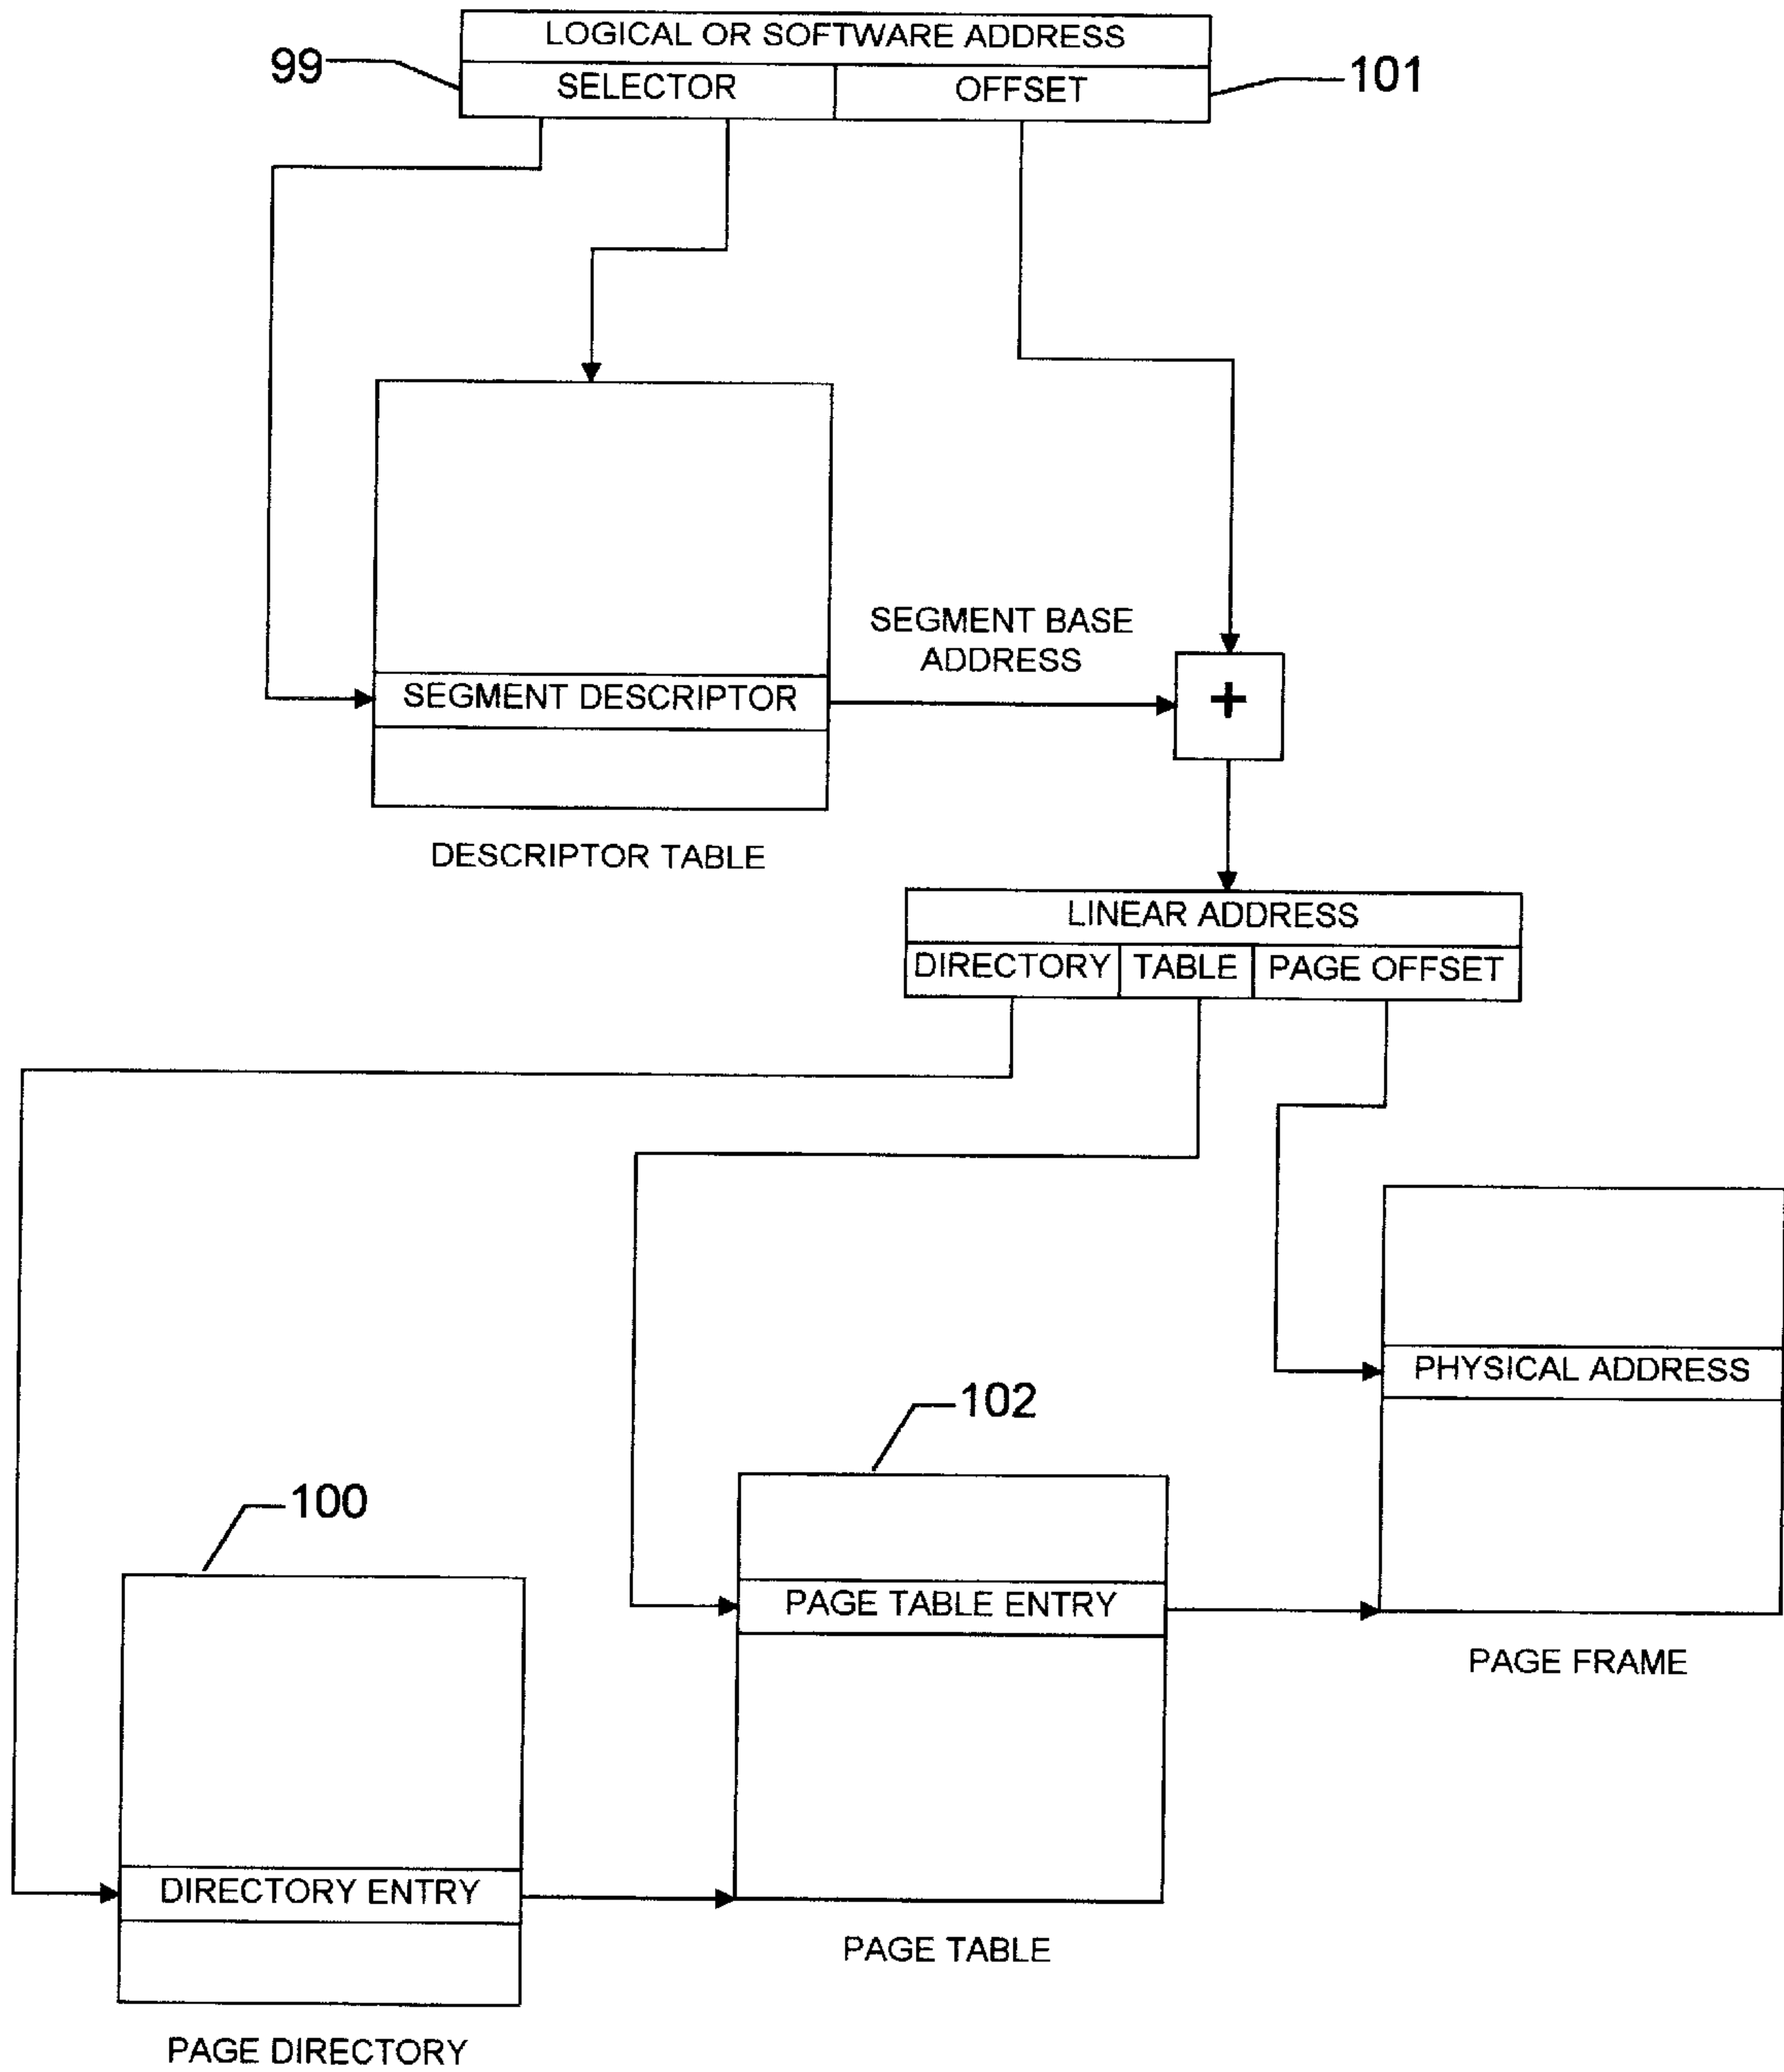 LOGICAL OR SOFTWARE ADDRESS
99
SELECTOR
OFFSET
101
SEGMENT BASE
ADDRESS
SEGMENT DESCRIPTOR
+
DESCRIPTOR TABLE
LINEAR ADDRESS
DIRECTORY
TABLE
PAGE OFFSET
PHYSICAL ADDRESS
102
100
PAGE TABLE ENTRY
PAGE FRAME
DIRECTORY ENTRY
PAGE TABLE
PAGE DIRECTORY